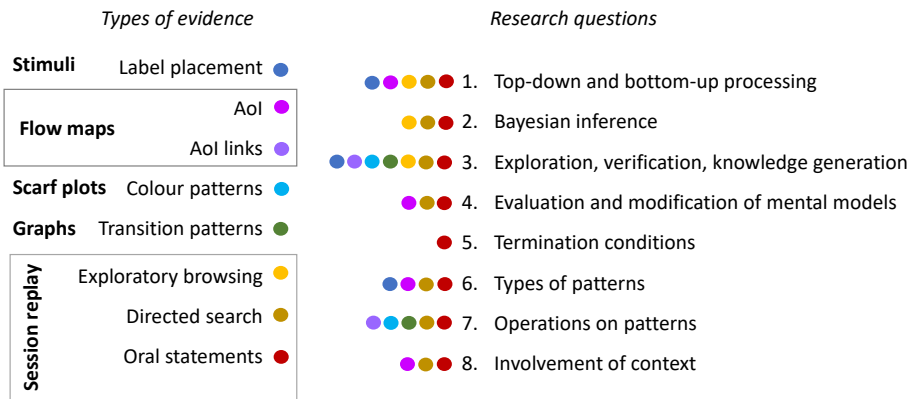 Types of evidence
Research questions
Stimuli Label placement
Flow maps
AoI
AoI links
Scarf plots Colour patterns
Graphs Transition patterns
Session replay
Exploratory browsing
Directed search
Oral statements
1. Top-down and bottom-up processing
2. Bayesian inference
3. Exploration, verification, knowledge generation
4. Evaluation and modification of mental models
5. Termination conditions
6. Types of patterns
7. Operations on patterns
8. Involvement of context